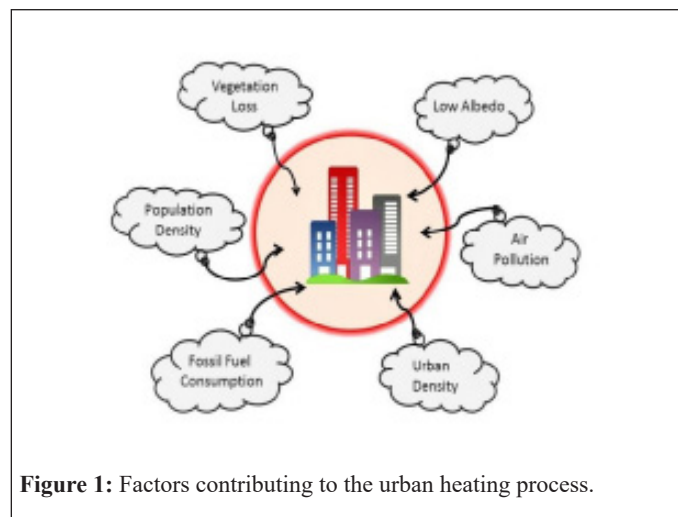 Vegetation
Loss
Low Albedo
Population
Density
Air
Pollution
Fossil Fuel
Consumption
Urban
Density
Figure 1: Factors contributing to the urban heating process.